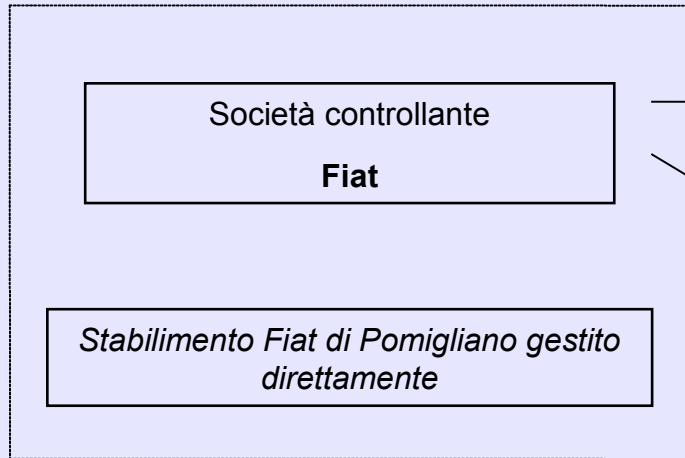 Società controllante
Fiat
Stabilimento Fiat di Pomigliano gestito
direttamente